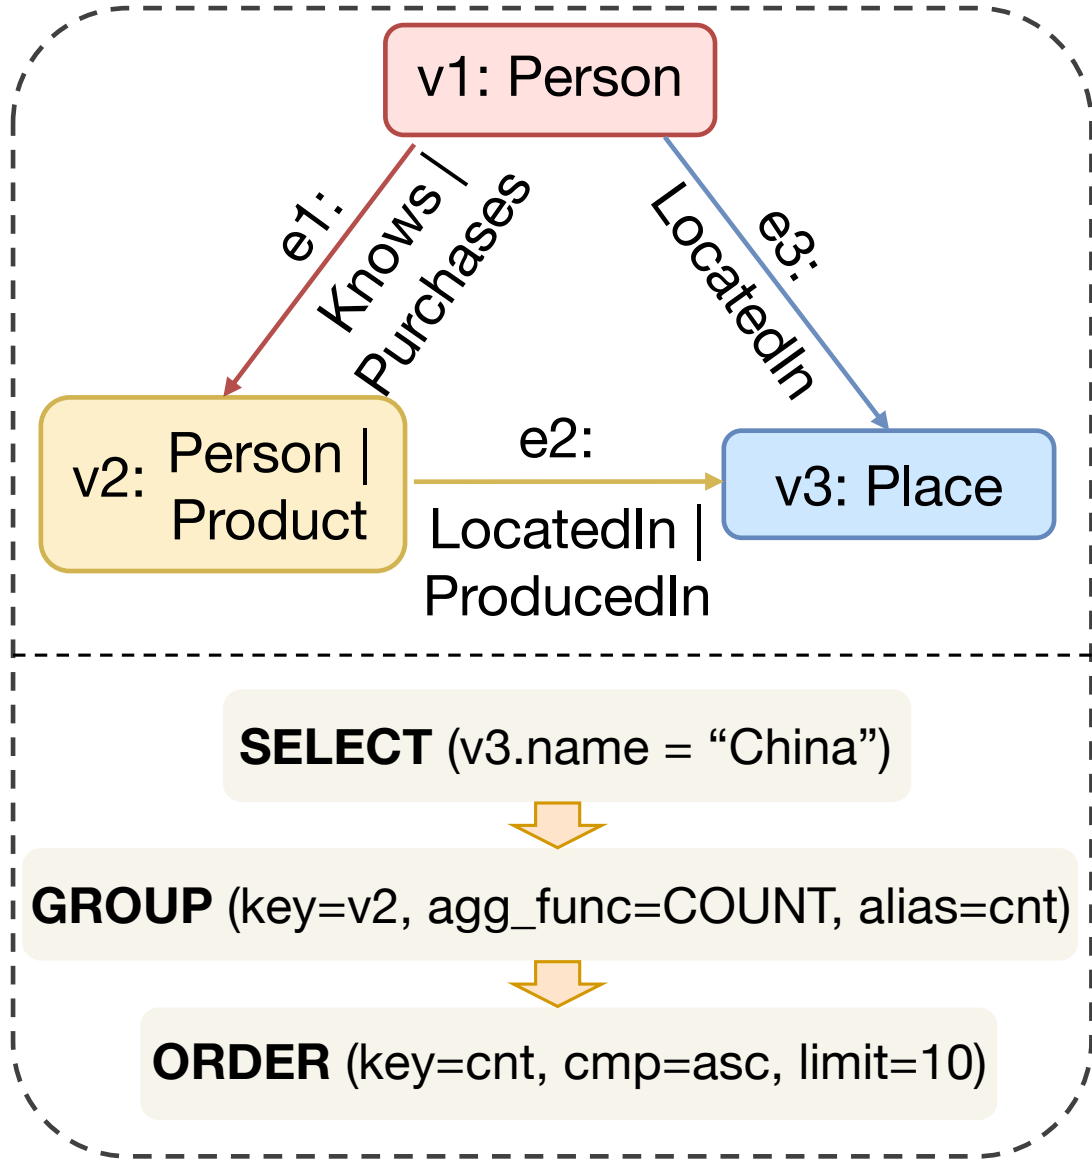 v1: Person
e1:
Knows |
Purchases
e3:
LocatedIn
v2: Person |
Product
e2:
LocatedIn |
ProducedIn
v3: Place
SELECT (v3.name = “China”)
GROUP (key=v2, agg_func=COUNT, alias=cnt)
ORDER (key=cnt, cmp=asc, limit=10)